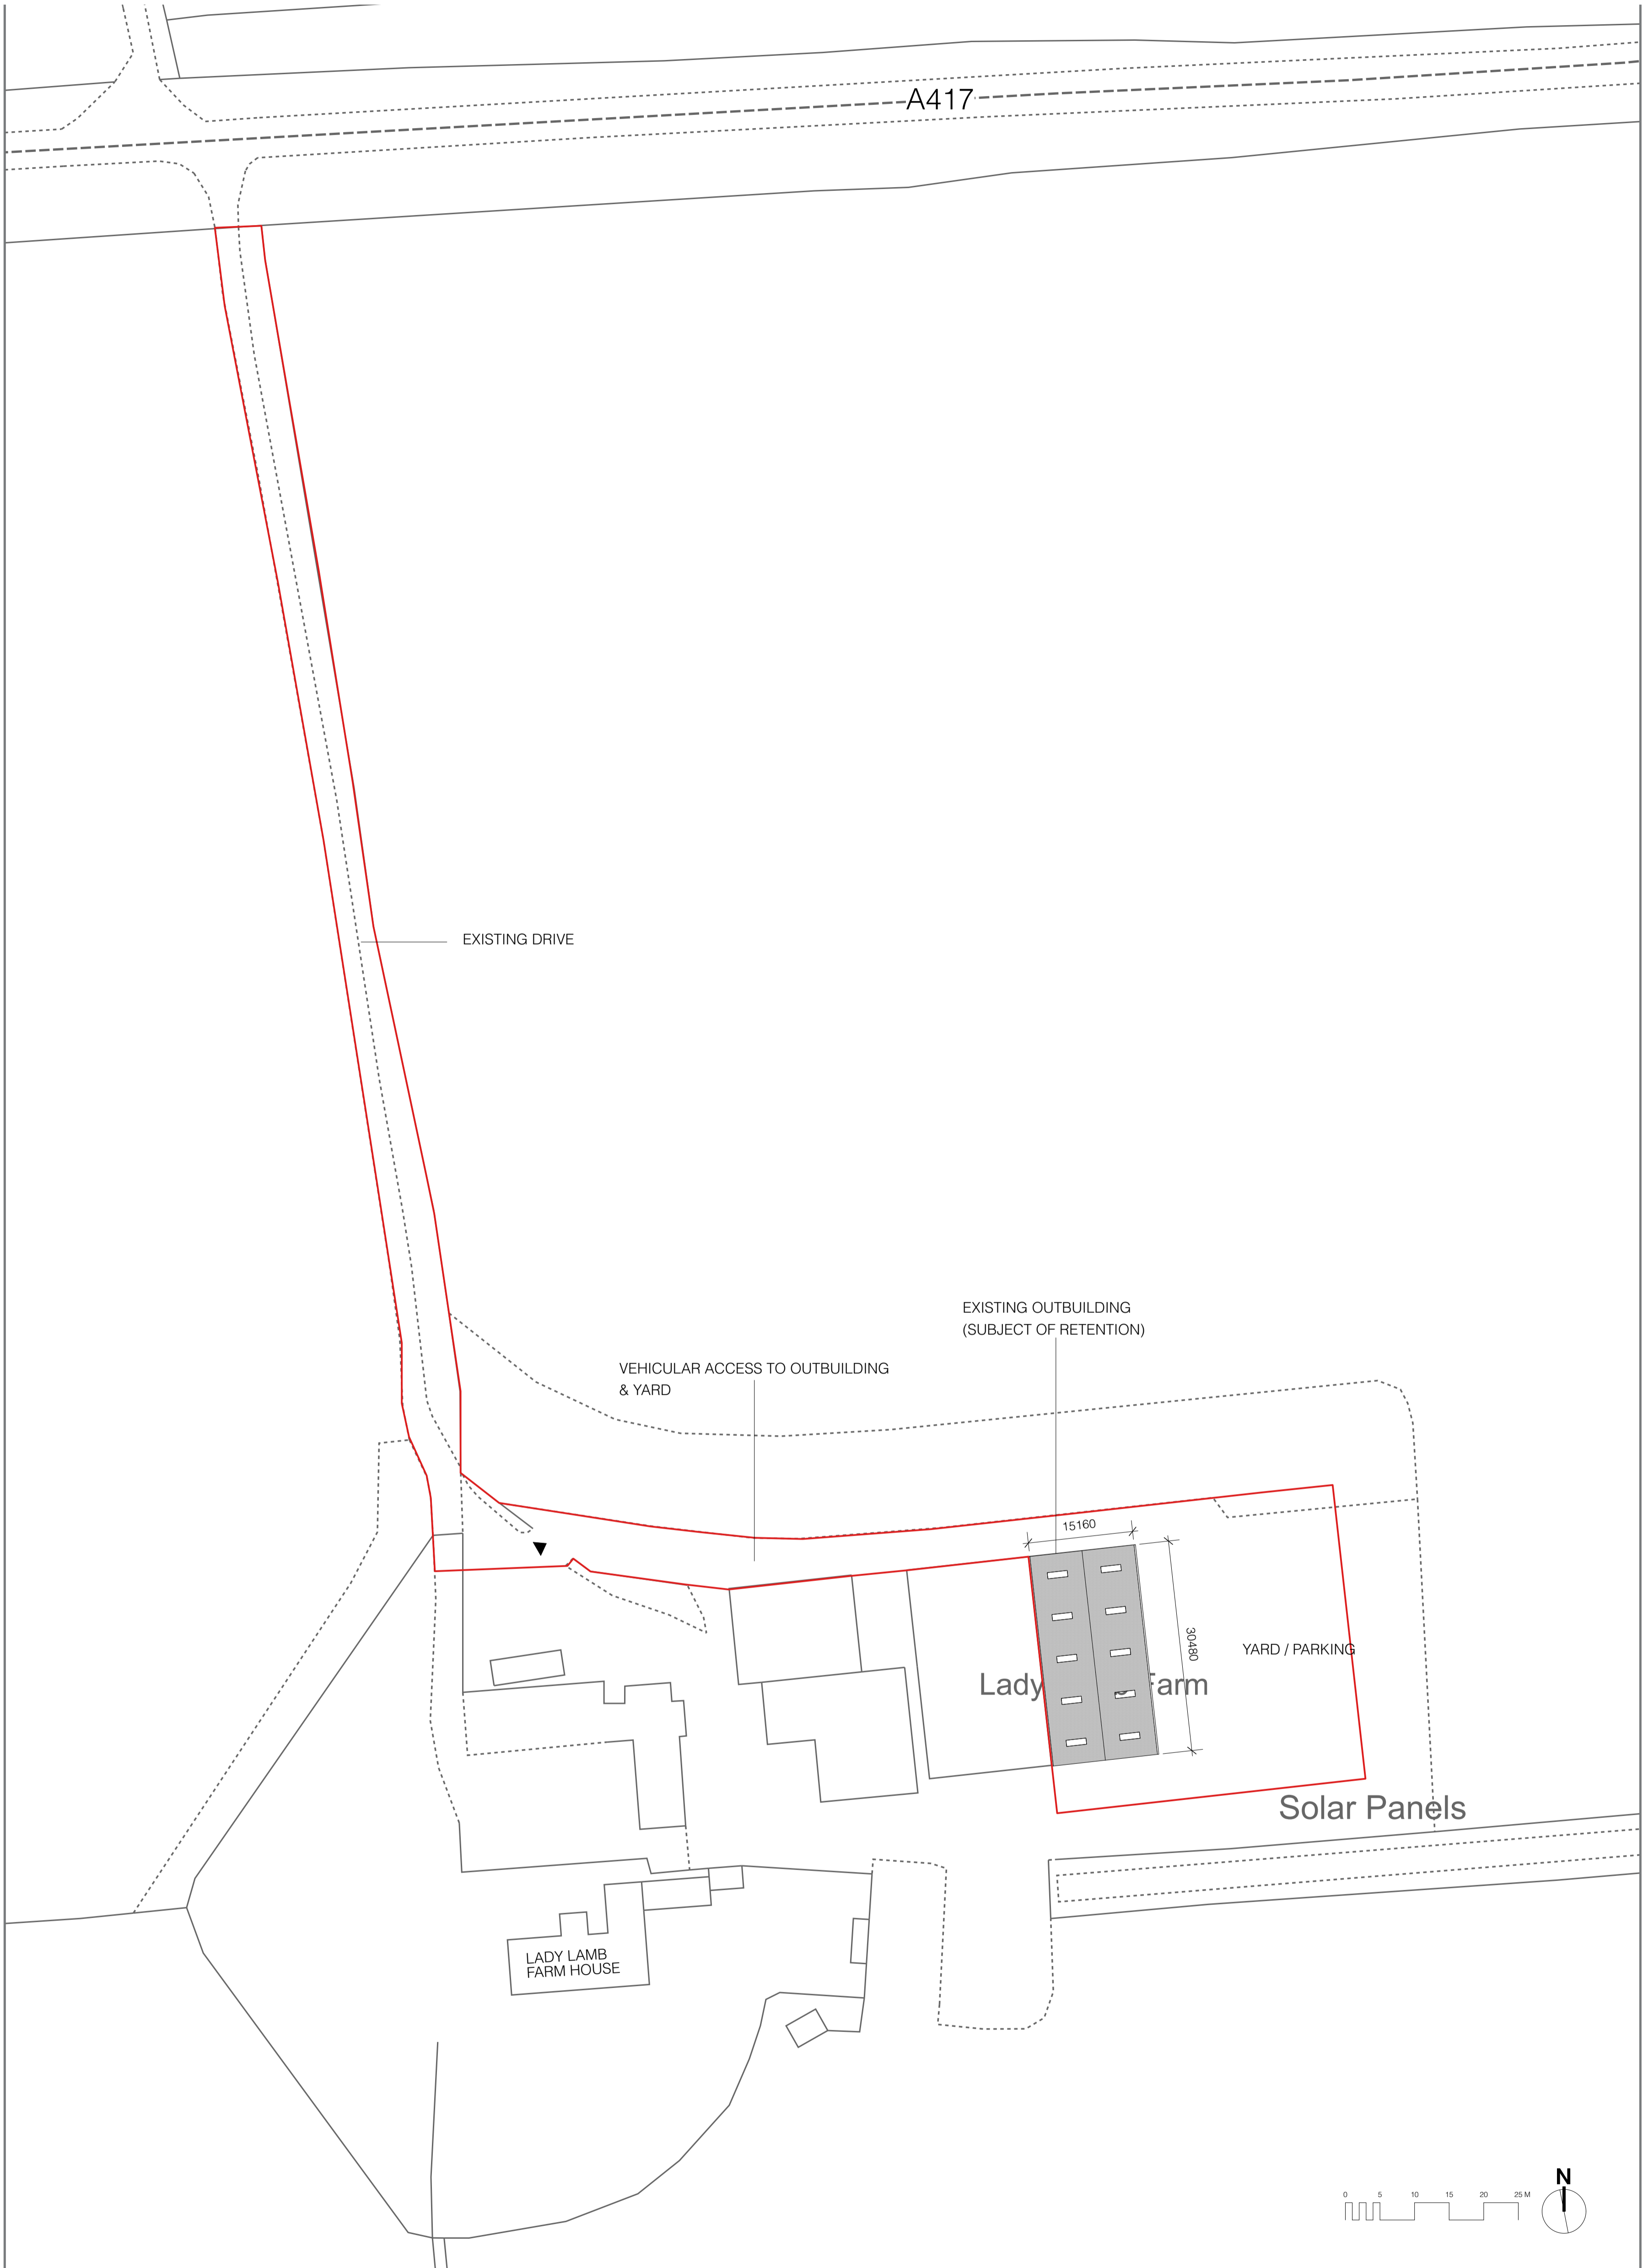 A417
EXISTING DRIVE
EXISTING OUTBUILDING
(SUBJECT OF RETENTION)
VEHICULAR ACCESS TO OUTBUILDING
& YARD
15160
30480
YARD / PARKING
Lady Farm
Solar Panels
LADY LAMB
FARM HOUSE
N
0 5 10 15 20 25 M